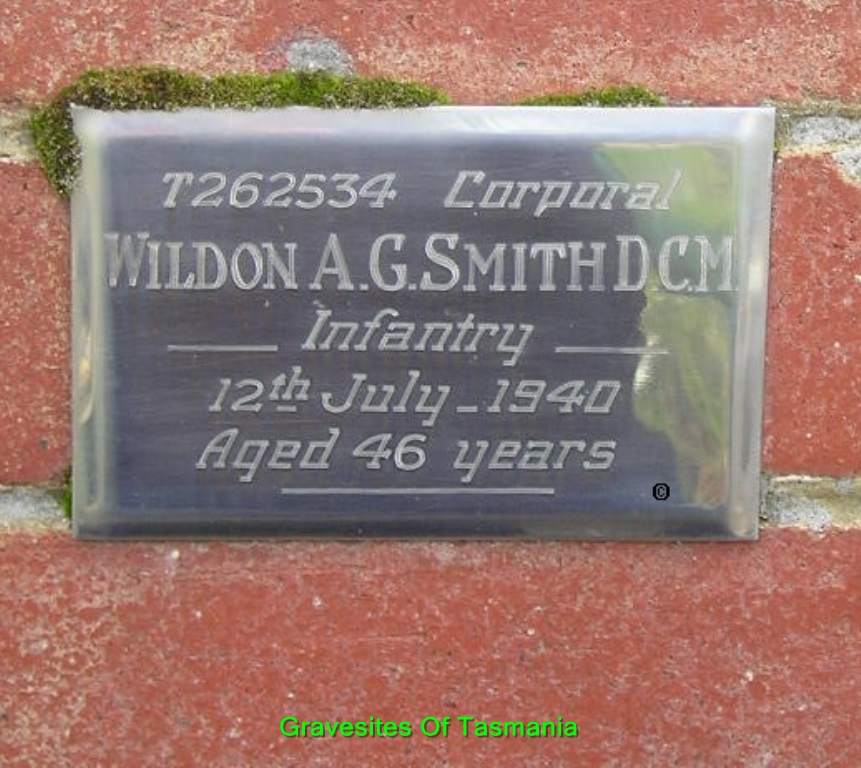 T262534 Corporal
WILDON A.G. SMITH D.C.M.
Infantry
12th July - 1940
Aged 46 years
©
Gravesites Of Tasmania